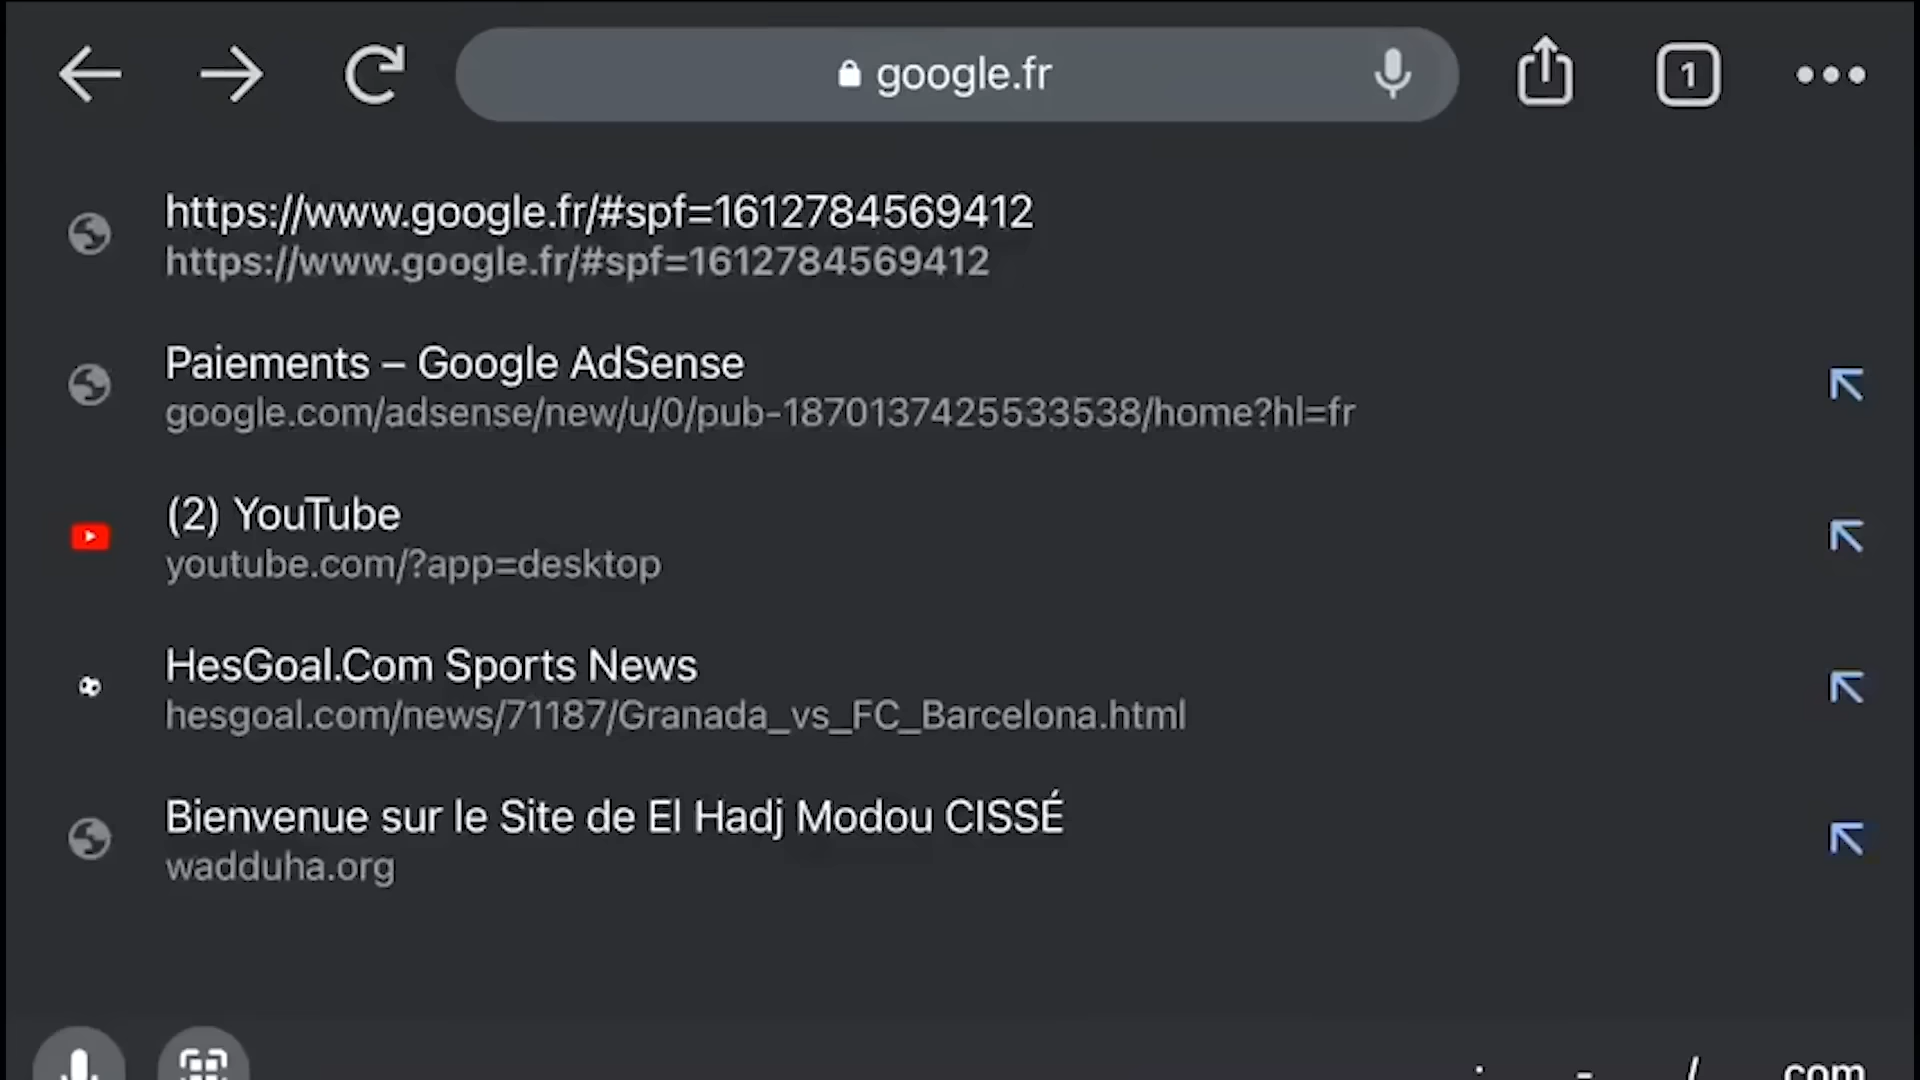 google.fr
1
https://www.google.fr/#spf=1612784569412
https://www.google.fr/#spf=1612784569412
Paiements – Google AdSense
google.com/adsense/new/u/0/pub-1870137425533538/home?hl=fr
(2) YouTube
youtube.com/?app=desktop
HesGoal.Com Sports News
hesgoal.com/news/71187/Granada_vs_FC_Barcelona.html
Bienvenue sur le Site de El Hadj Modou CISSÉ
wadduha.org
: - / .com